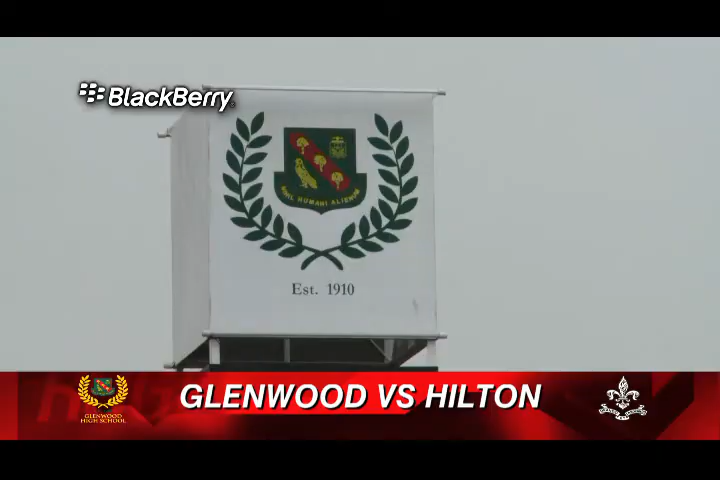 BlackBerry
NIHIL HUMANI ALIENUM
Est. 1910
GLENWOOD VS HILTON
GLENWOOD
HIGH SCHOOL